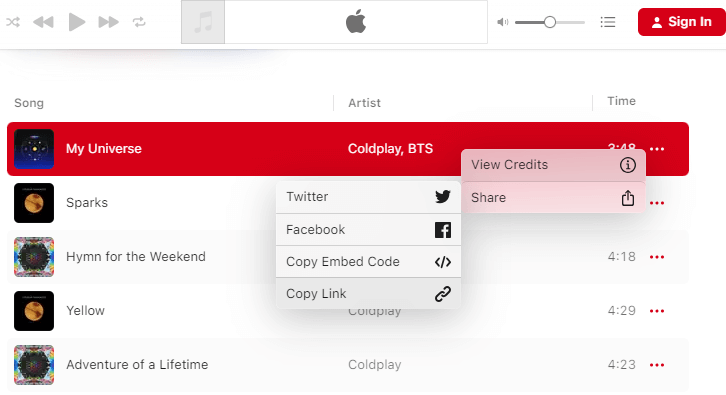 Sign In
Song Artist Time
My Universe Coldplay, BTS 3:48
View Credits
Share
Twitter
Facebook
Copy Embed Code
Copy Link
Sparks
Hymn for the Weekend 4:18
Yellow Coldplay 4:29
Adventure of a Lifetime Coldplay 4:23